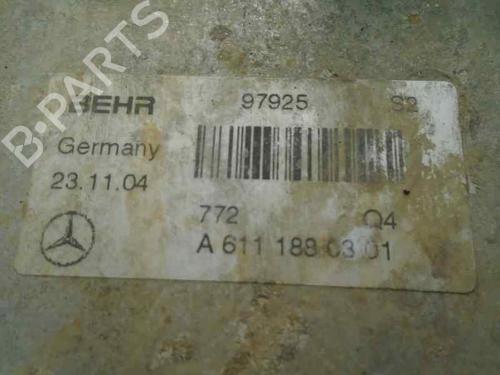 B-PARTS
BEHR 97925 S2
Germany
23.11.04
772 Q4
A 611 188 03 01